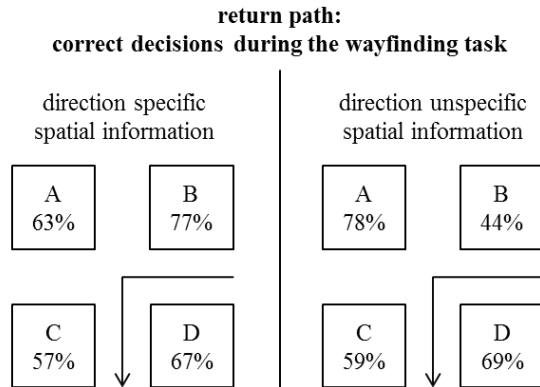 return path:
correct decisions during the wayfinding task
direction specific
spatial information
A
63%
B
77%
C
57%
D
67%
direction unspecific
spatial information
A
78%
B
44%
C
59%
D
69%